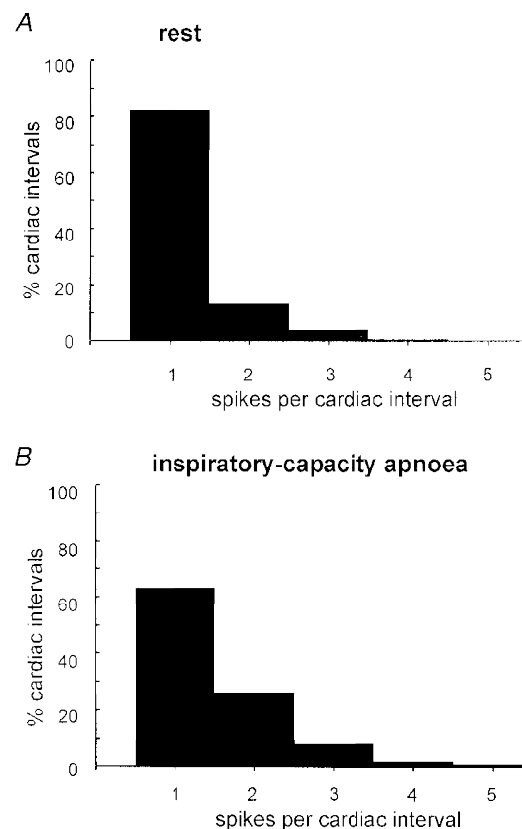 A
rest
% cardiac intervals
100
80
60
40
20
0
1 2 3 4 5
spikes per cardiac interval
B
inspiratory-capacity apnoea
% cardiac intervals
100
80
60
40
20
0
1 2 3 4 5
spikes per cardiac interval